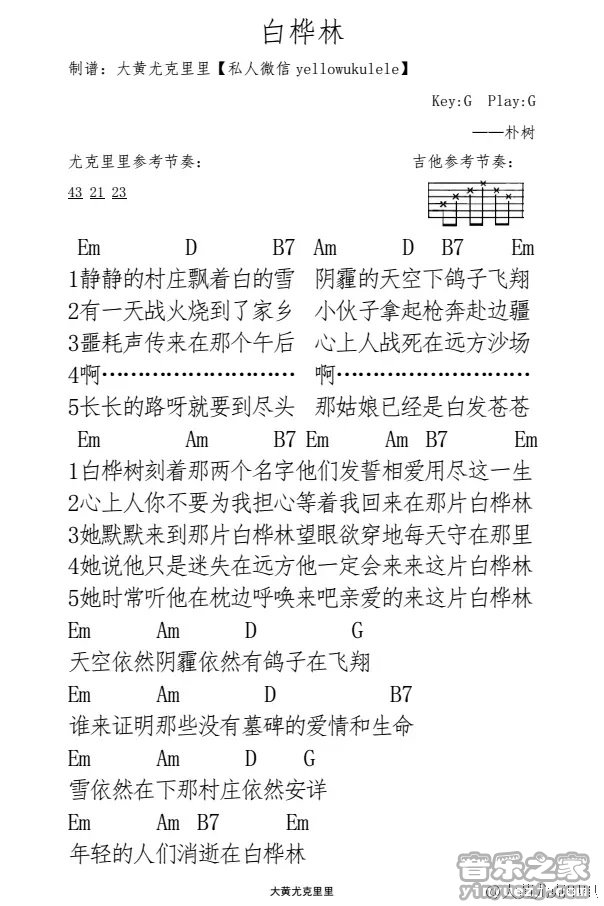 白桦林
制谱：大黄尤克里里【私人微信yellowukulele】
Key:G Play:G
——朴树
尤克里里参考节奏： 吉他参考节奏：
43 21 23
Em D B7 Am D B7 Em
1静静的村庄飘着白的雪 阴霾的天空下鸽子飞翔
2有一天战火烧到了家乡 小伙子拿起枪奔赴边疆
3噩耗声传来在那个午后 心上人战死在远方沙场
4啊………………………… 啊…………………………
5长长的路呀就要到尽头 那姑娘已经是白发苍苍
Em Am B7 Em Am B7 Em
1白桦树刻着那两个名字他们发誓相爱用尽这一生
2心上人你不要为我担心等着我回来在那片白桦林
3她默默来到那片白桦林望眼欲穿地每天守在那里
4她说他只是迷失在远方他一定会来来这片白桦林
5她时常听他在枕边呼唤来吧亲爱的来这片白桦林
Em Am D G
天空依然阴霾依然有鸽子在飞翔
Em Am D B7
谁来证明那些没有墓碑的爱情和生命
Em Am D G
雪依然在下那村庄依然安详
Em Am B7 Em
年轻的人们消逝在白桦林
音乐之家
大黄尤克里里